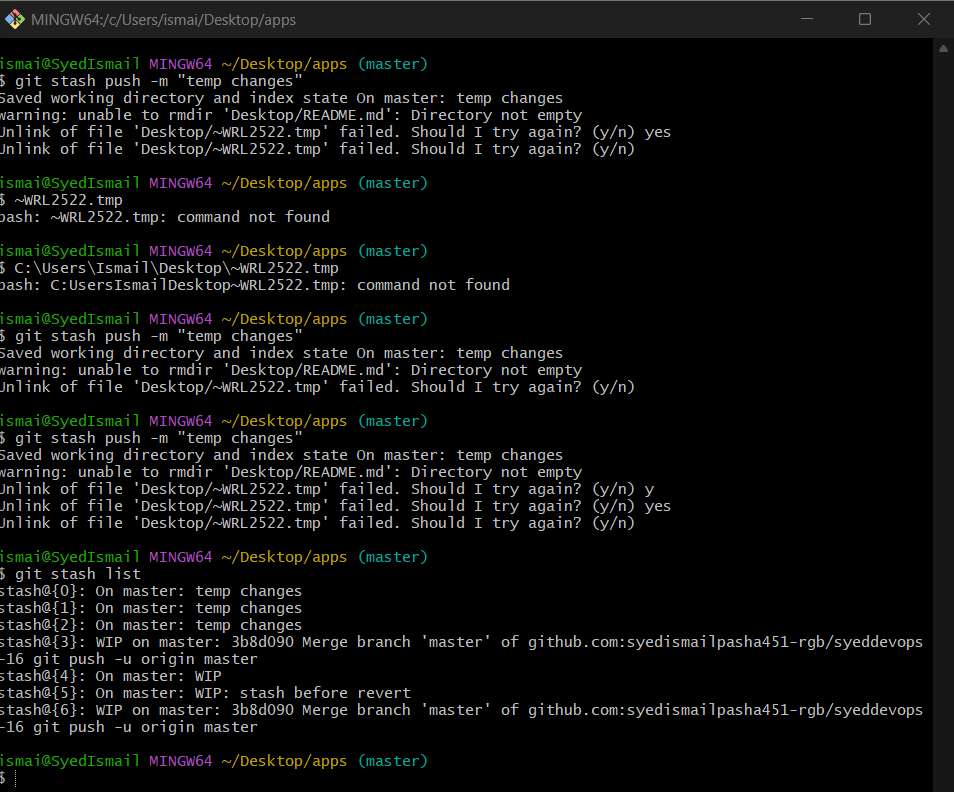 MINGW64:/c/Users/ismai/Desktop/apps
ismai@SyedIsmail MINGW64 ~/Desktop/apps (master)
$ git stash push -m "temp changes"
Saved working directory and index state On master: temp changes
warning: unable to rmdir 'Desktop/README.md': Directory not empty
Unlink of file 'Desktop/~WRL2522.tmp' failed. Should I try again? (y/n) yes
Unlink of file 'Desktop/~WRL2522.tmp' failed. Should I try again? (y/n)
ismai@SyedIsmail MINGW64 ~/Desktop/apps (master)
$ ~WRL2522.tmp
bash: ~WRL2522.tmp: command not found
ismai@SyedIsmail MINGW64 ~/Desktop/apps (master)
$ C:\Users\Ismail\Desktop\~WRL2522.tmp
bash: C:UsersIsmailDesktop~WRL2522.tmp: command not found
ismai@SyedIsmail MINGW64 ~/Desktop/apps (master)
$ git stash push -m "temp changes"
Saved working directory and index state On master: temp changes
warning: unable to rmdir 'Desktop/README.md': Directory not empty
Unlink of file 'Desktop/~WRL2522.tmp' failed. Should I try again? (y/n)
ismai@SyedIsmail MINGW64 ~/Desktop/apps (master)
$ git stash push -m "temp changes"
Saved working directory and index state On master: temp changes
warning: unable to rmdir 'Desktop/README.md': Directory not empty
Unlink of file 'Desktop/~WRL2522.tmp' failed. Should I try again? (y/n) y
Unlink of file 'Desktop/~WRL2522.tmp' failed. Should I try again? (y/n) yes
Unlink of file 'Desktop/~WRL2522.tmp' failed. Should I try again? (y/n)
ismai@SyedIsmail MINGW64 ~/Desktop/apps (master)
$ git stash list
stash@{0}: On master: temp changes
stash@{1}: On master: temp changes
stash@{2}: On master: temp changes
stash@{3}: WIP on master: 3b8d090 Merge branch 'master' of github.com:syedismailpasha451-rgb/syeddevops
-16 git push -u origin master
stash@{4}: On master: WIP
stash@{5}: On master: WIP: stash before revert
stash@{6}: WIP on master: 3b8d090 Merge branch 'master' of github.com:syedismailpasha451-rgb/syeddevops
-16 git push -u origin master
ismai@SyedIsmail MINGW64 ~/Desktop/apps (master)
$